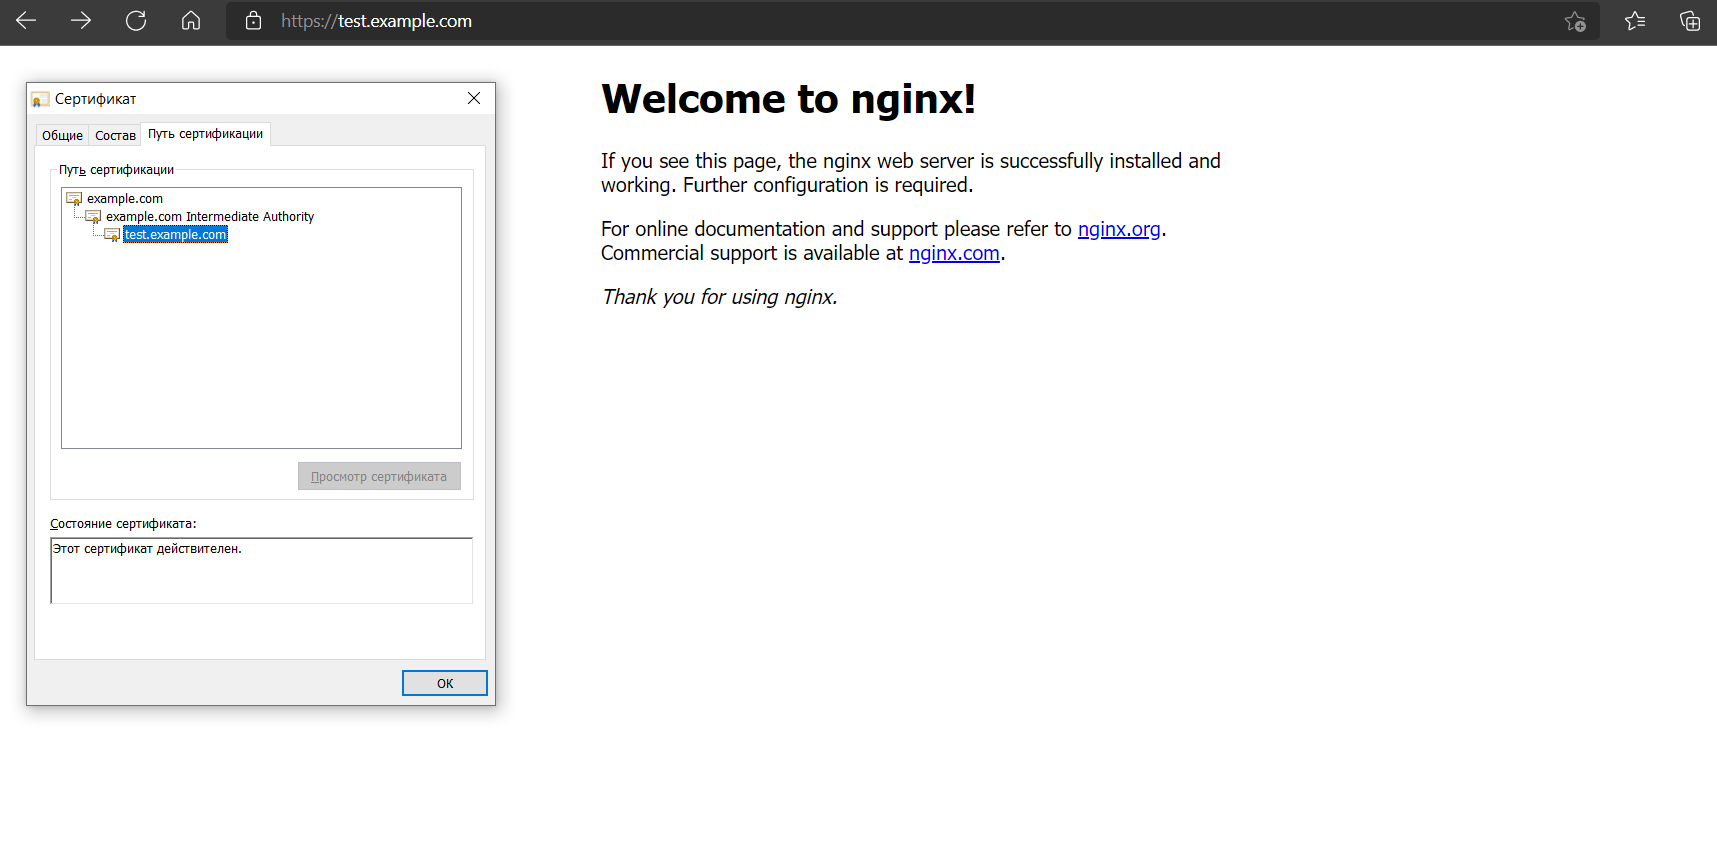 https://test.example.com
Сертификат
Общие
Состав
Путь сертификации
Путь сертификации
example.com
example.com Intermediate Authority
test.example.com
Просмотр сертификата
Состояние сертификата:
Этот сертификат действителен.
ОК
Welcome to nginx!
If you see this page, the nginx web server is successfully installed and
working. Further configuration is required.
For online documentation and support please refer to nginx.org.
Commercial support is available at nginx.com.
Thank you for using nginx.